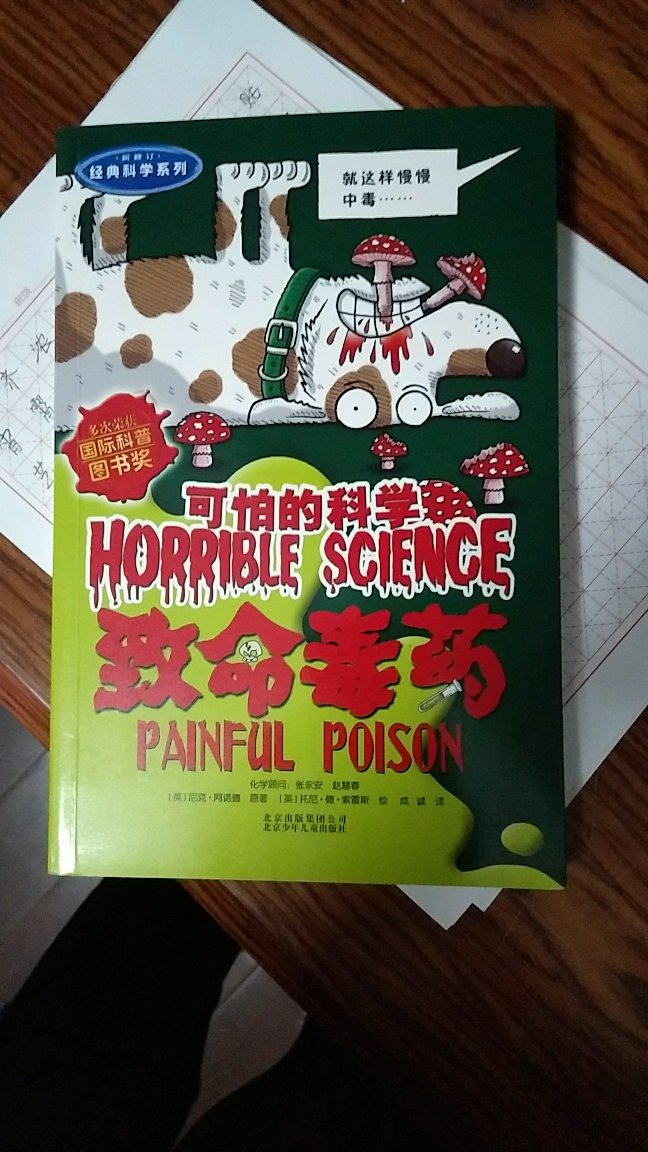 ·新修订·
经典科学系列
就这样慢慢
中毒……
多次荣获
国际科普
图书奖
可怕的科学
HORRIBLE SCIENCE
致命毒药
PAINFUL POISON
化学顾问：张永安 赵慧春
［英］尼克·阿诺德 原著 ［英］托尼·德·索雷斯 绘 成诚 译
北京出版集团公司
北京少年儿童出版社